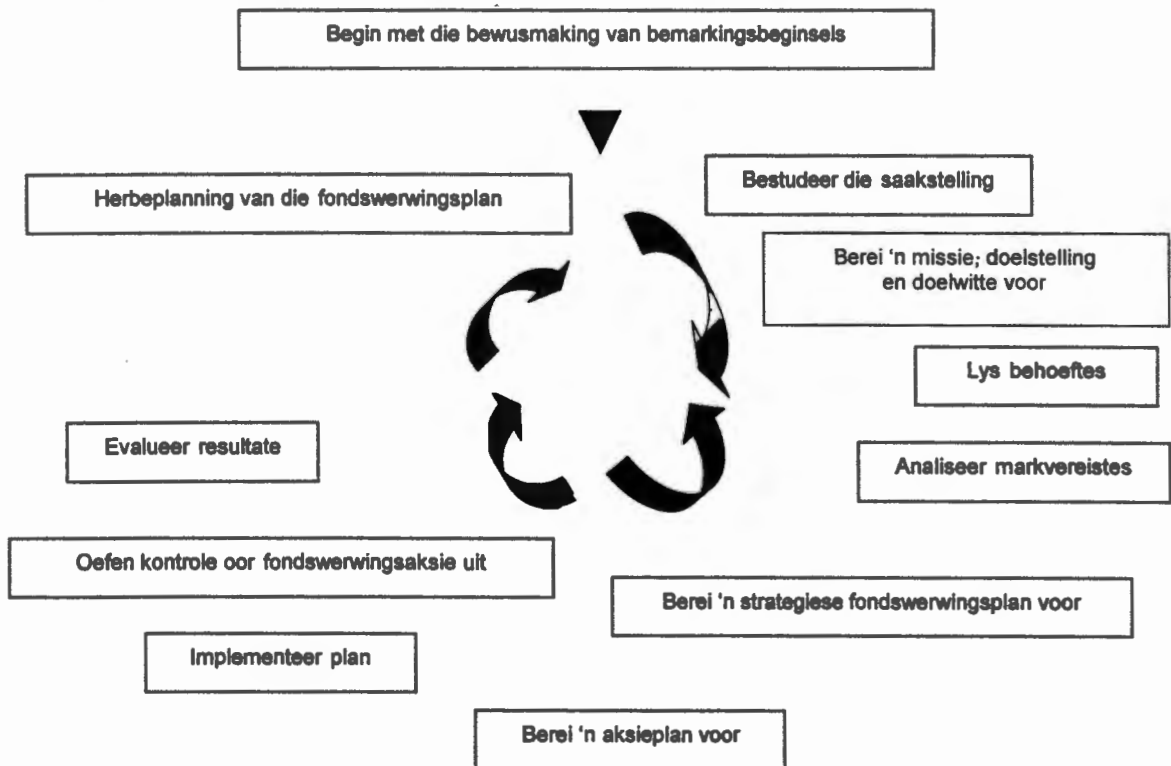 Begin met die bewusmaking van bemarkingsbeginsels
Bestudeer die saakstelling
Herbeplanning van die fondswerwingsplan
Berei 'n missie; doelstelling
en doelwitte voor
Lys behoeftes
Evalueer resultate
Analiseer markvereistes
Oefen kontrole oor fondswerwingsaksie uit
Berei 'n strategiese fondswerwingsplan voor
Implementeer plan
Berei 'n aksieplan voor